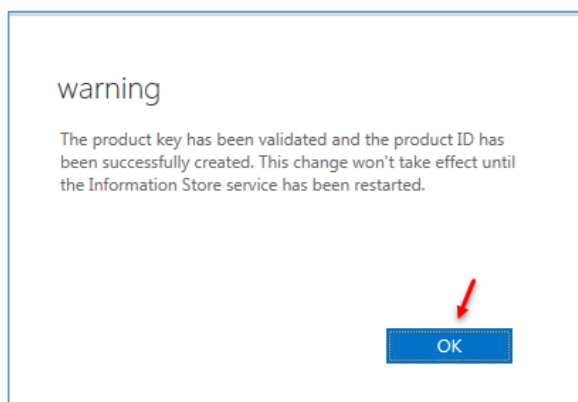 warning
The product key has been validated and the product ID has
been successfully created. This change won't take effect until
the Information Store service has been restarted.
OK